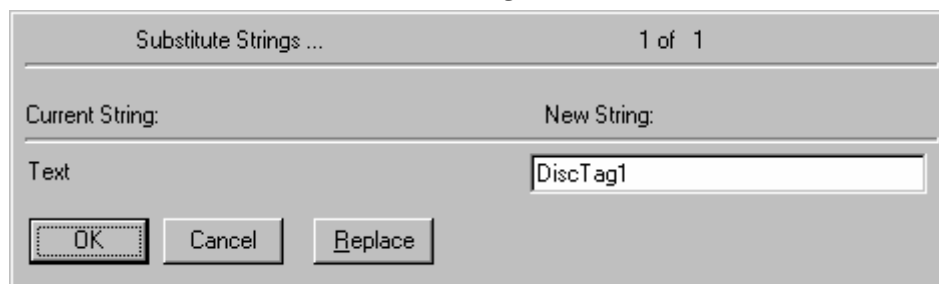 Substitute Strings ... 1 of 1
Current String: New String:
Text DiscTag1
OK Cancel Replace